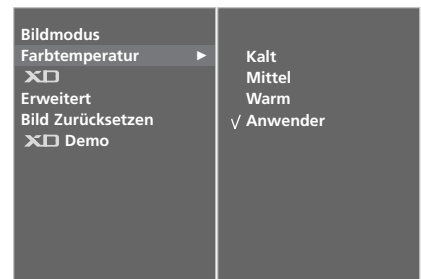 Bildmodus
Farbtemperatur ►
XD
Erweitert
Bild Zurücksetzen
XD Demo
Kalt
Mittel
Warm
√ Anwender